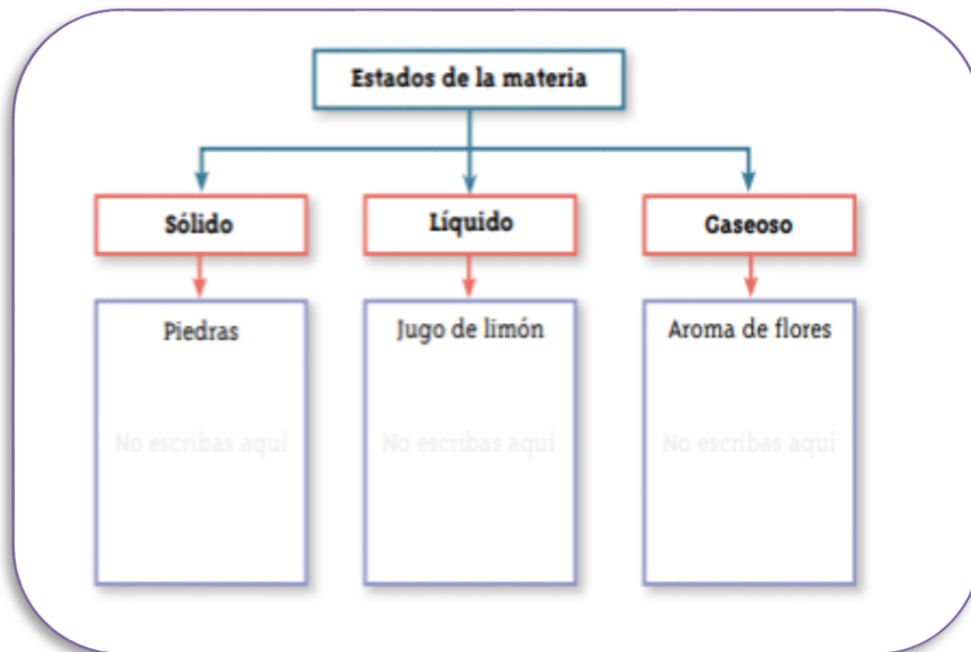 Estados de la materia
Sólido
Líquido
Gaseoso
Piedras
Jugo de limón
Aroma de flores
No escribas aquí
No escribas aquí
No escribas aquí